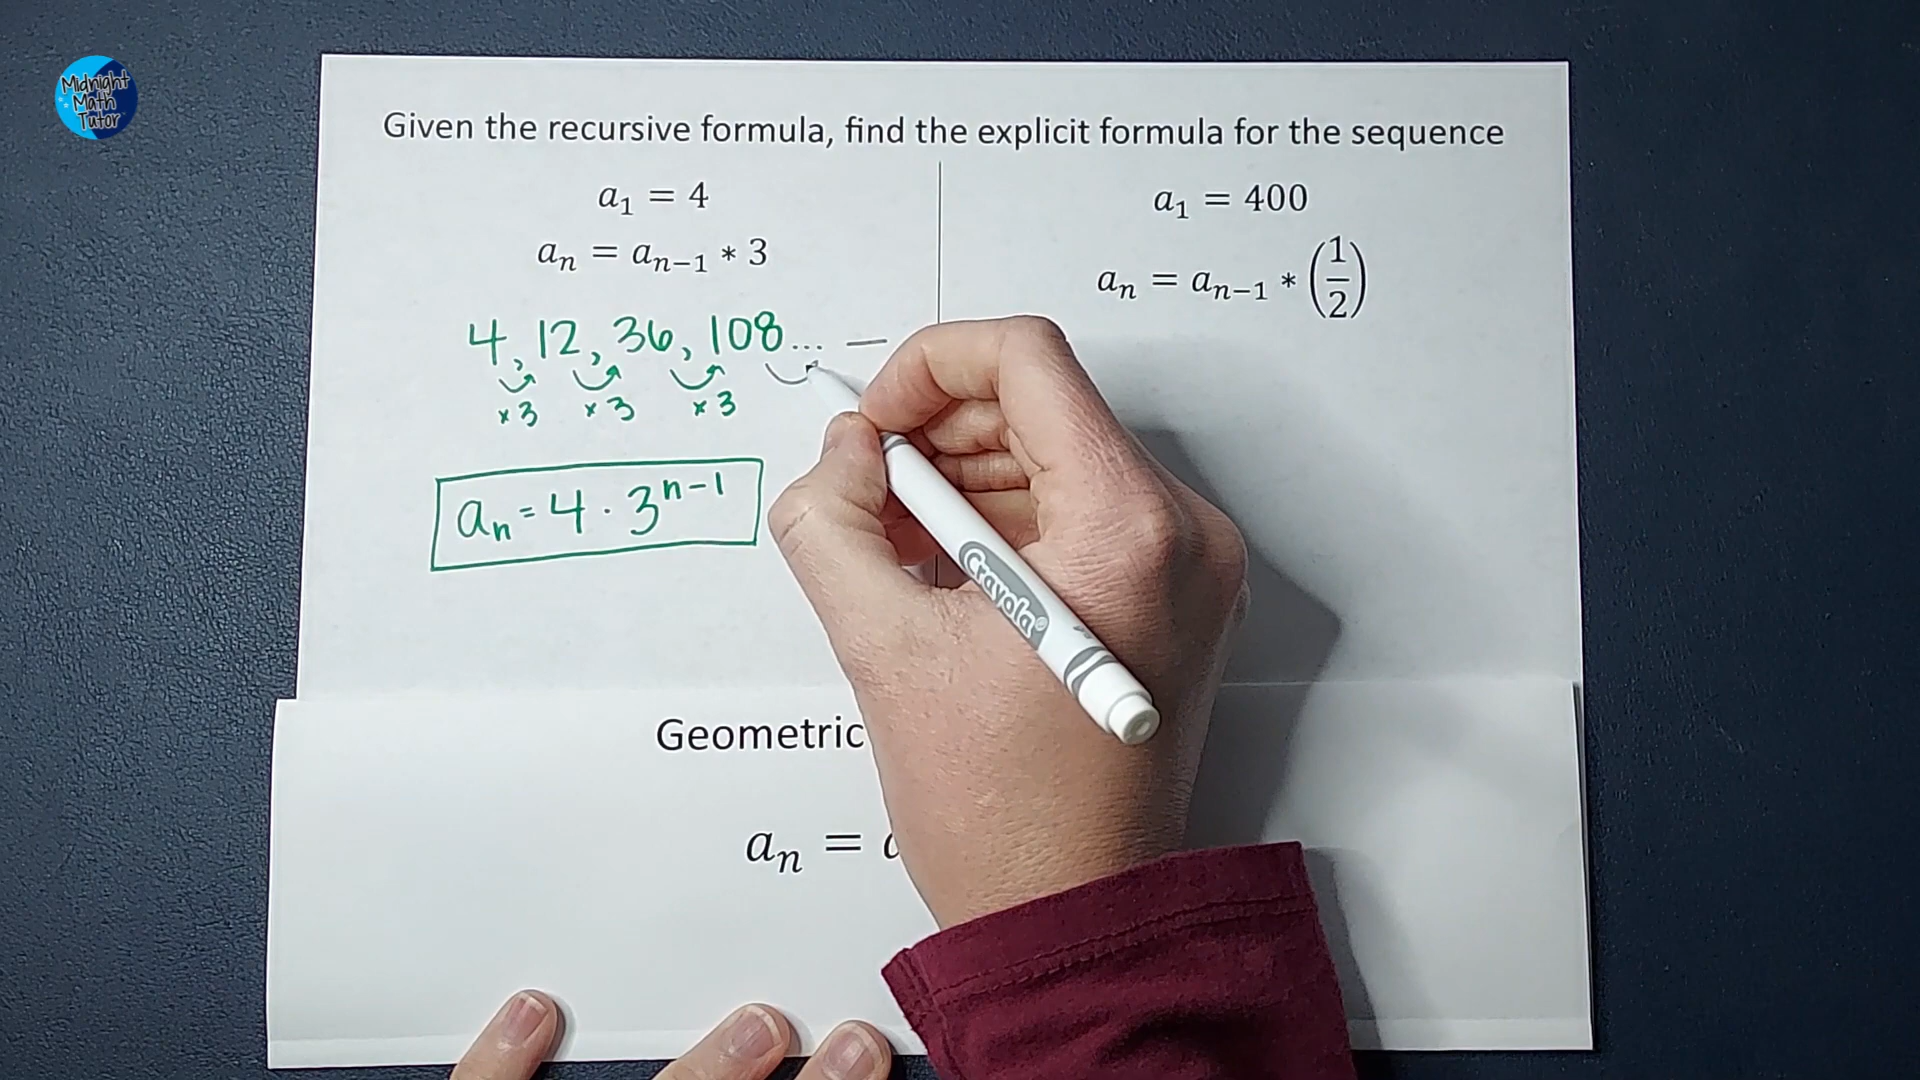 Midnight
Math
Tutor
Given the recursive formula, find the explicit formula for the sequence
a₁ = 4
aₙ = aₙ₋₁ * 3
4, 12, 36, 108... —
×3 ×3 ×3
aₙ = 4 · 3ⁿ⁻¹
a₁ = 400
aₙ = aₙ₋₁ * (1/2)
Crayola®
Geometric
aₙ =